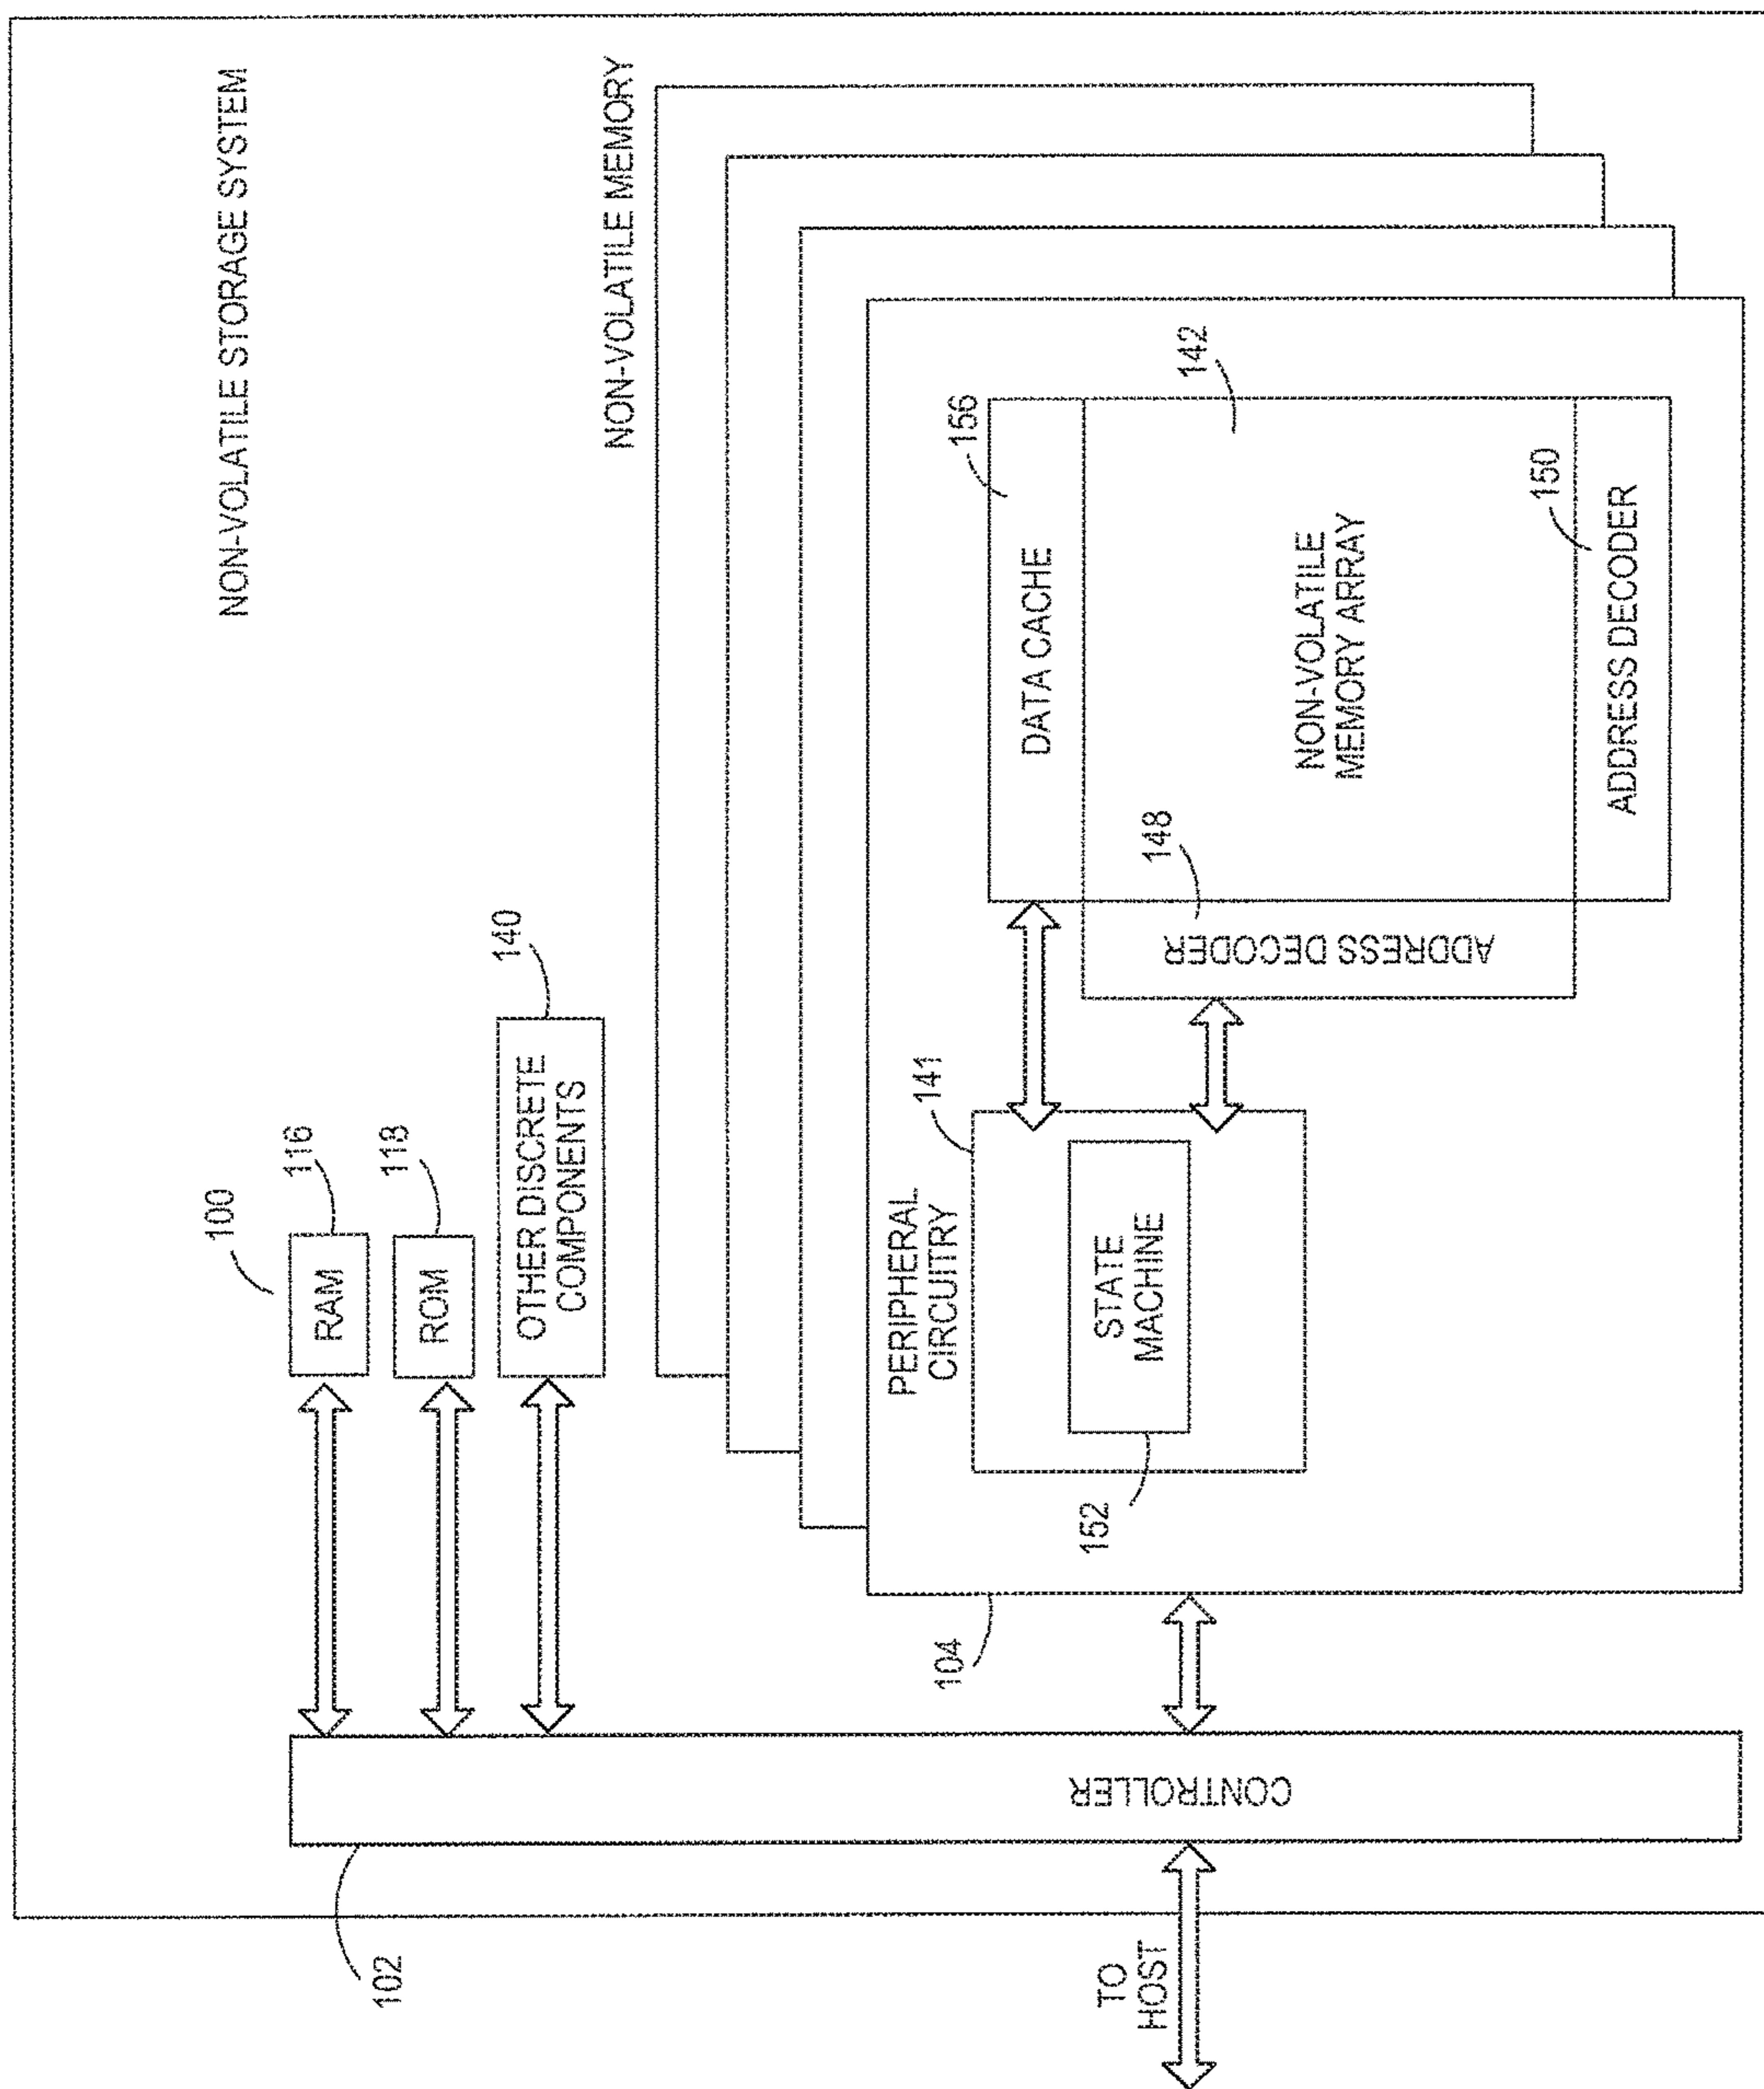 NON-VOLATILE STORAGE SYSTEM
100
RAM
116
ROM
118
OTHER DISCRETE
COMPONENTS
140
NON-VOLATILE MEMORY
102
CONTROLLER
TO
HOST
104
PERIPHERAL
CIRCUITRY
141
STATE
MACHINE
152
DATA CACHE
156
ADDRESS DECODER
148
NON-VOLATILE
MEMORY ARRAY
142
ADDRESS DECODER
150